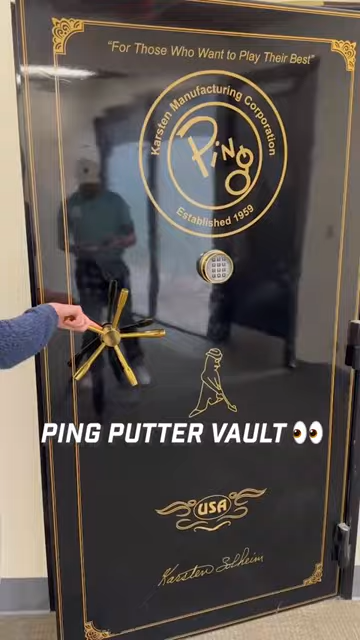 "For Those Who Want to Play Their Best"
Karsten Manufacturing Corporation
PiNg
Established 1959
PING PUTTER VAULT 👀
USA
Karsten Solheim